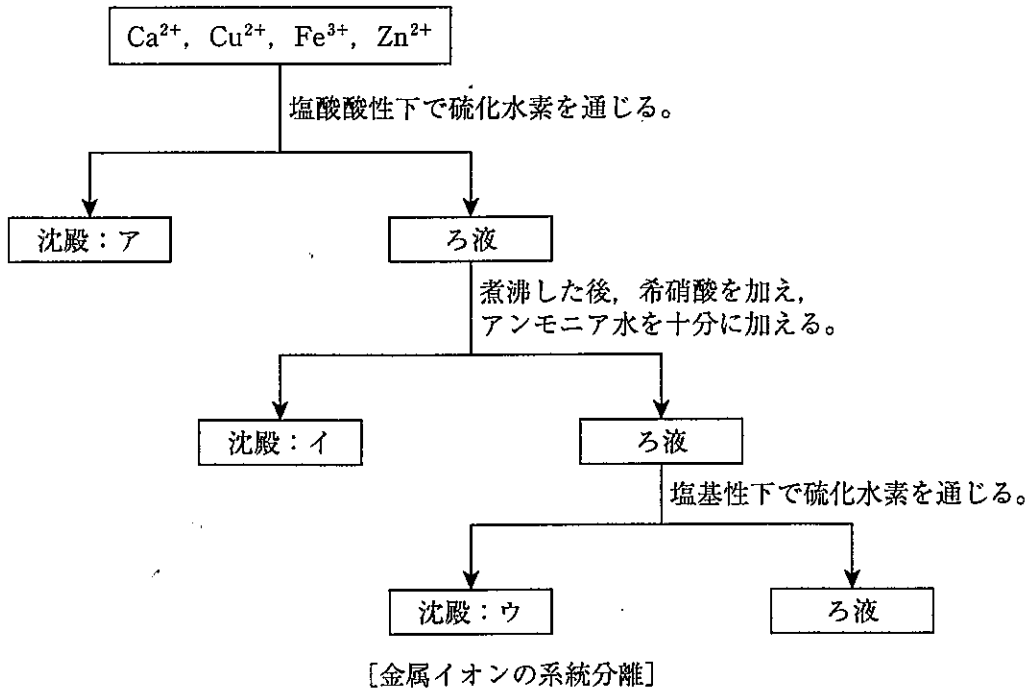 Ca²⁺, Cu²⁺, Fe³⁺, Zn²⁺
塩酸酸性下で硫化水素を通じる。
沈殿：ア
ろ液
煮沸した後，希硝酸を加え，
アンモニア水を十分に加える。
沈殿：イ
ろ液
塩基性下で硫化水素を通じる。
沈殿：ウ
ろ液
［金属イオンの系統分離］